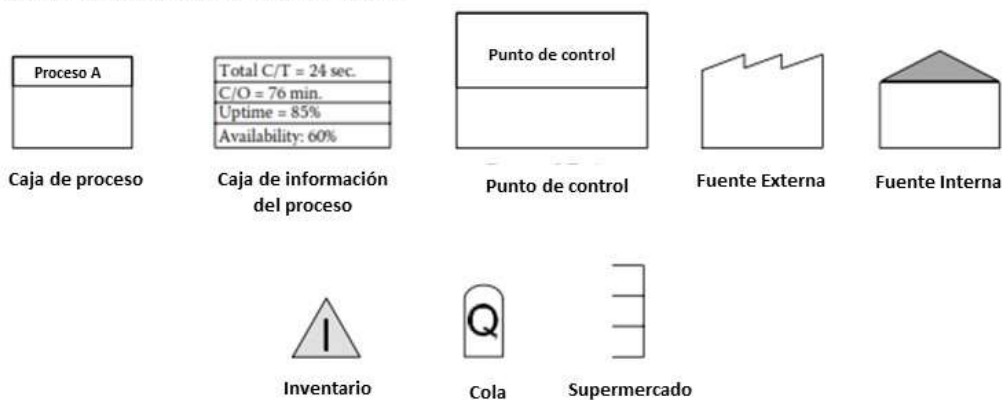 Proceso A
Total C/T = 24 sec.
C/O = 76 min.
Uptime = 85%
Availability: 60%
Punto de control
Caja de proceso
Caja de información
del proceso
Punto de control
Fuente Externa
Fuente Interna
I
Q
Inventario
Cola
Supermercado